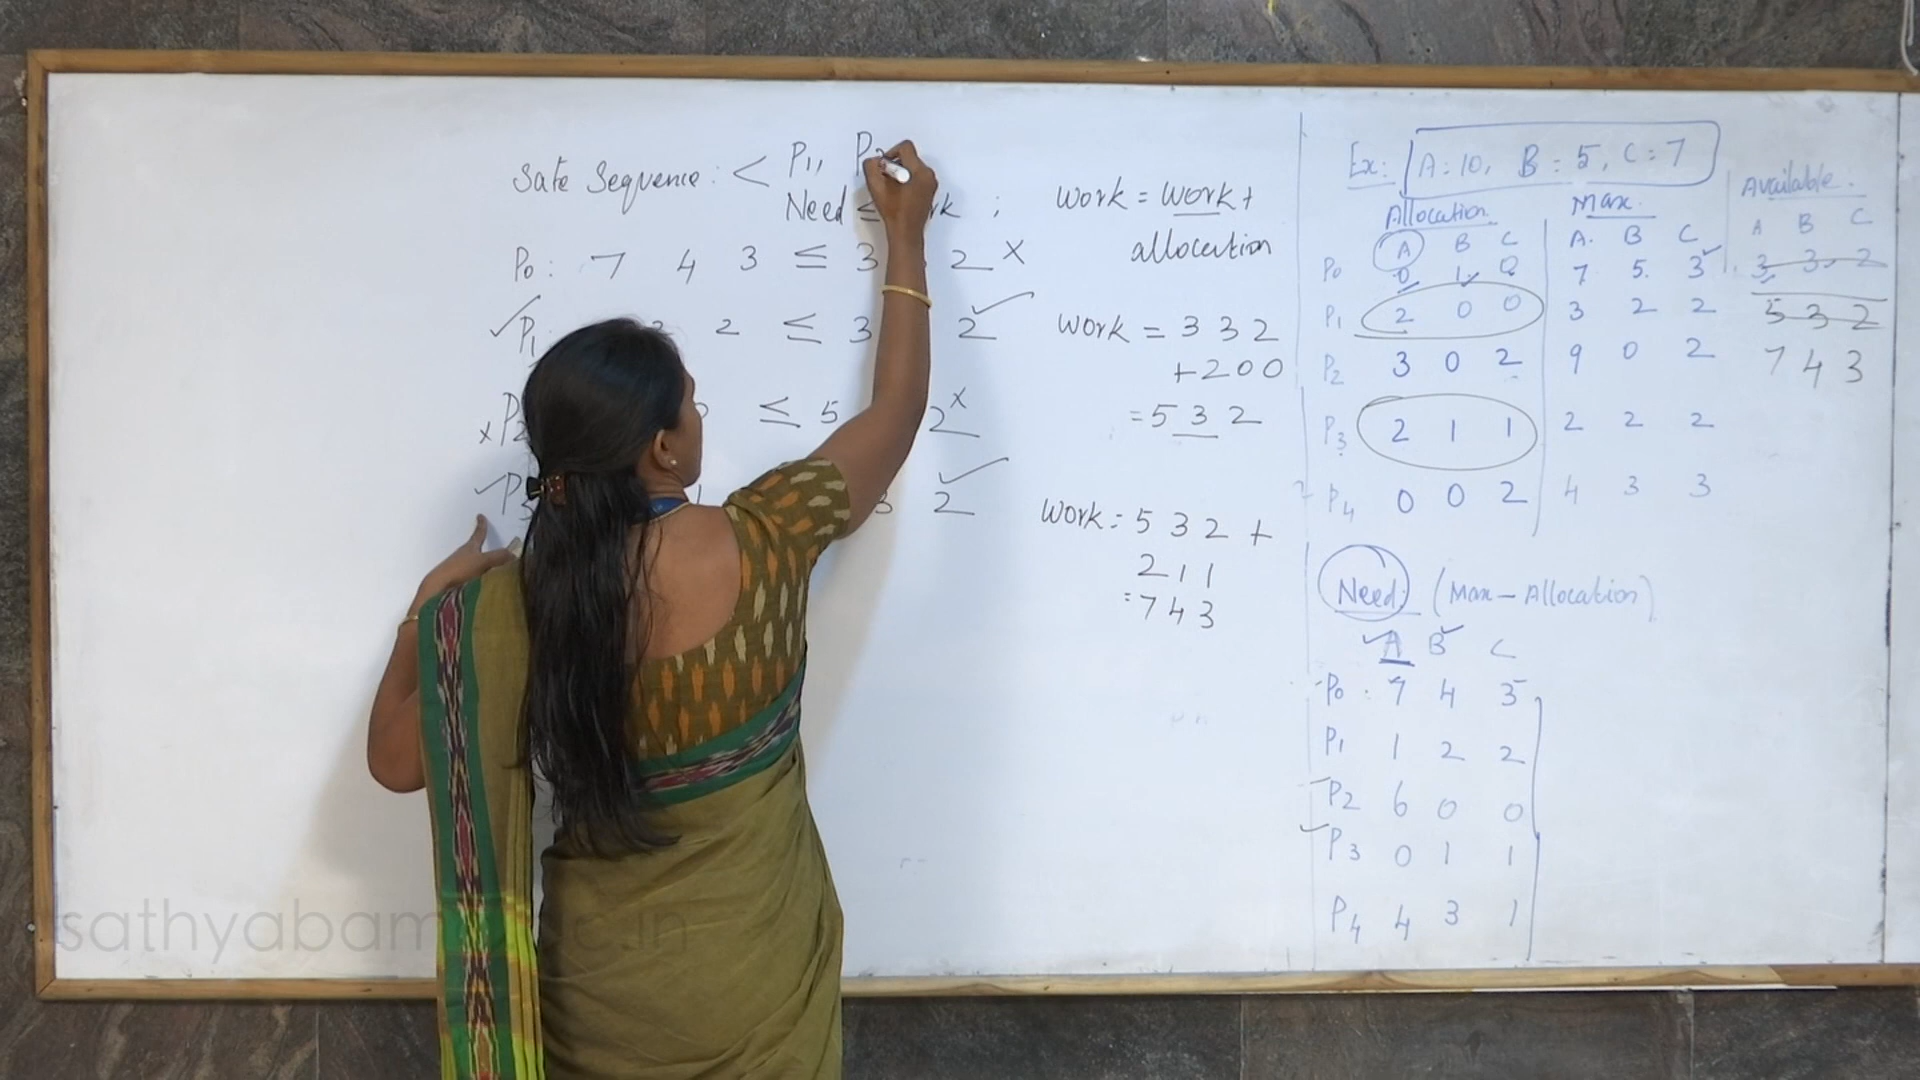 Safe Sequence: < P1, P
Need ≤ rk ;
P0: 7 4 3 ≤ 3 2 x
✓P1: 2 2 ≤ 3 2 ✓
x P2 ≤ 5 2 x
✓P3 1 3 2 ✓
Work = Work +
allocation
Work = 3 3 2
+ 2 0 0
= 5 3 2
Work = 5 3 2 +
2 1 1
= 7 4 3
Ex: A=10, B=5, C=7
Allocation Max Available
A B C A B C A B C
P0 0 1 0 7 5 3 3 3 2
P1 2 0 0 3 2 2 5 3 2
P2 3 0 2 9 0 2 7 4 3
P3 2 1 1 2 2 2
P4 0 0 2 4 3 3
Need: (Max - Allocation)
A B C
P0: 7 4 3
P1 1 2 2
P2 6 0 0
P3 0 1 1
P4 4 3 1